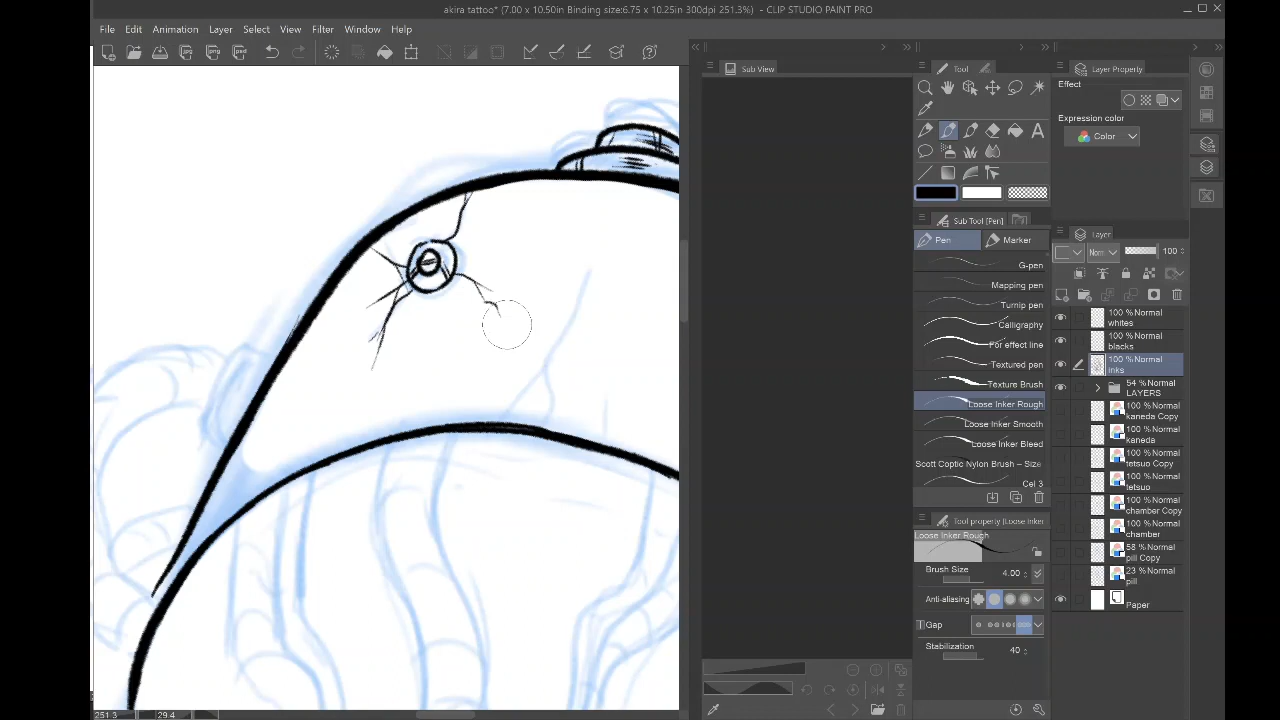 akira tattoo* (7.00 x 10.50in Binding size:6.75 x 10.25in 300dpi 251.3%) - CLIP STUDIO PAINT PRO
File Edit Animation Layer Select View Filter Window Help
Sub View
Tool
Layer Property
Effect
Expression color
Color
Sub Tool [Pen]
Pen
Marker
G-pen
Mapping pen
Turnip pen
Calligraphy
For effect line
Textured pen
Texture Brush
Loose Inker Rough
Loose Inker Smooth
Loose Inker Bleed
Scott Coptic Nylon Brush – Size
Cel 3
Tool property [Loose Inker
Loose Inker Rough
Brush Size 4.00
Anti-aliasing
Gap
Stabilization 40
Layer
Norm 100
100 %Normal
whites
100 %Normal
blacks
100 %Normal
inks
54 %Normal
LAYERS
100 %Normal
kaneda Copy
100 %Normal
kaneda
100 %Normal
tetsuo Copy
100 %Normal
tetsuo
100 %Normal
chamber Copy
100 %Normal
chamber
58 %Normal
pill Copy
23 %Normal
pill
Paper
251.3 29.4